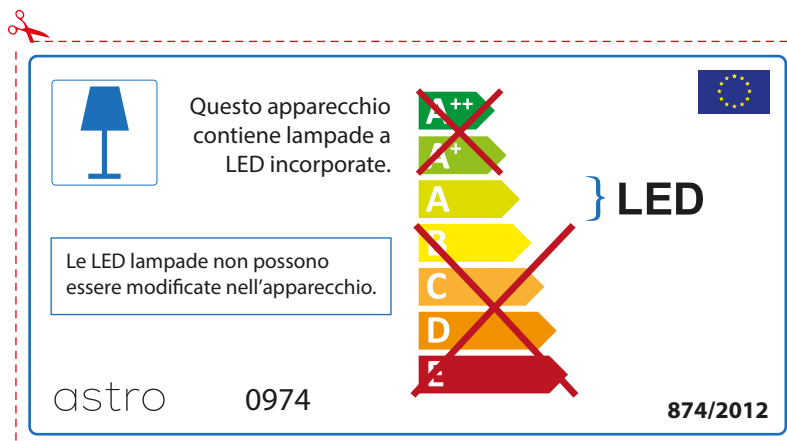 Questo apparecchio
contiene lampade a
LED incorporate.
Le LED lampade non possono
essere modificate nell'apparecchio.
A++
A+
A
B
C
D
E
LED
astro
0974
874/2012